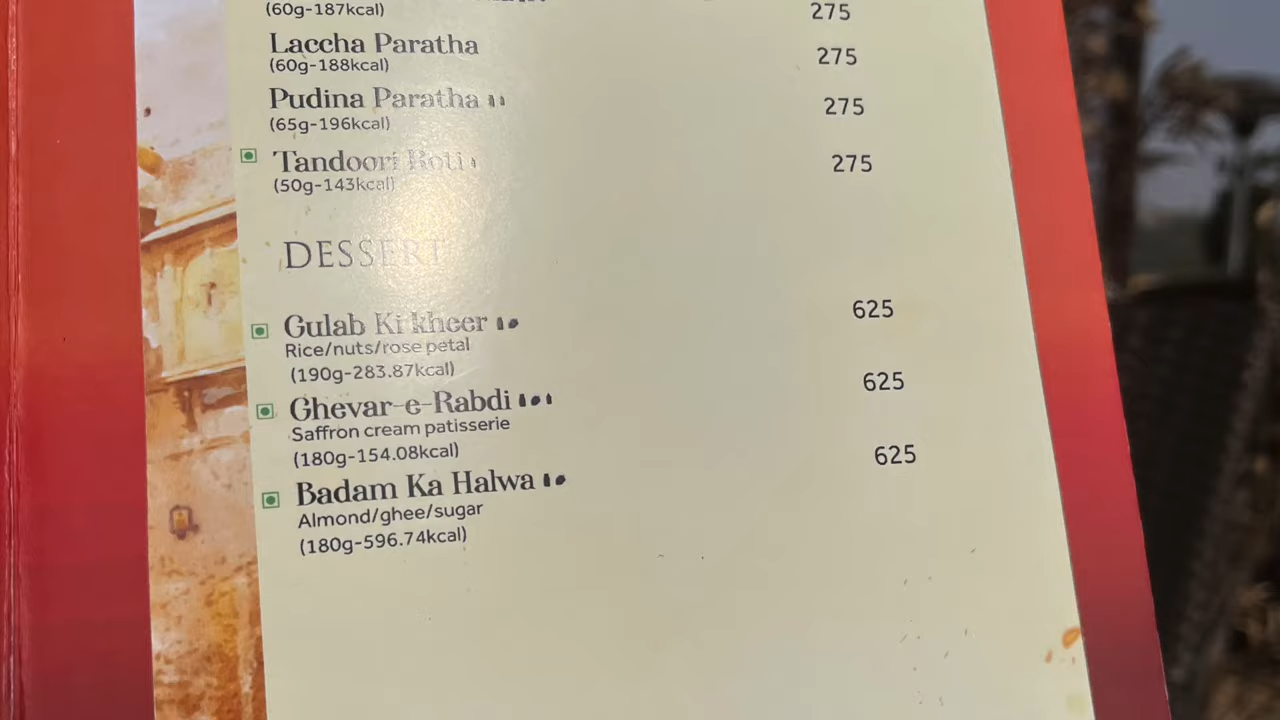 (60g-187kcal)
275
Laccha Paratha
275
(60g-188kcal)
Pudina Paratha
275
(65g-196kcal)
Tandoori Roti
275
(50g-143kcal)
DESSERT
Gulab Ki kheer
625
Rice/nuts/rose petal
(190g-283.87kcal)
Ghevar-e-Rabdi
625
Saffron cream patisserie
(180g-154.08kcal)
Badam Ka Halwa
625
Almond/ghee/sugar
(180g-596.74kcal)